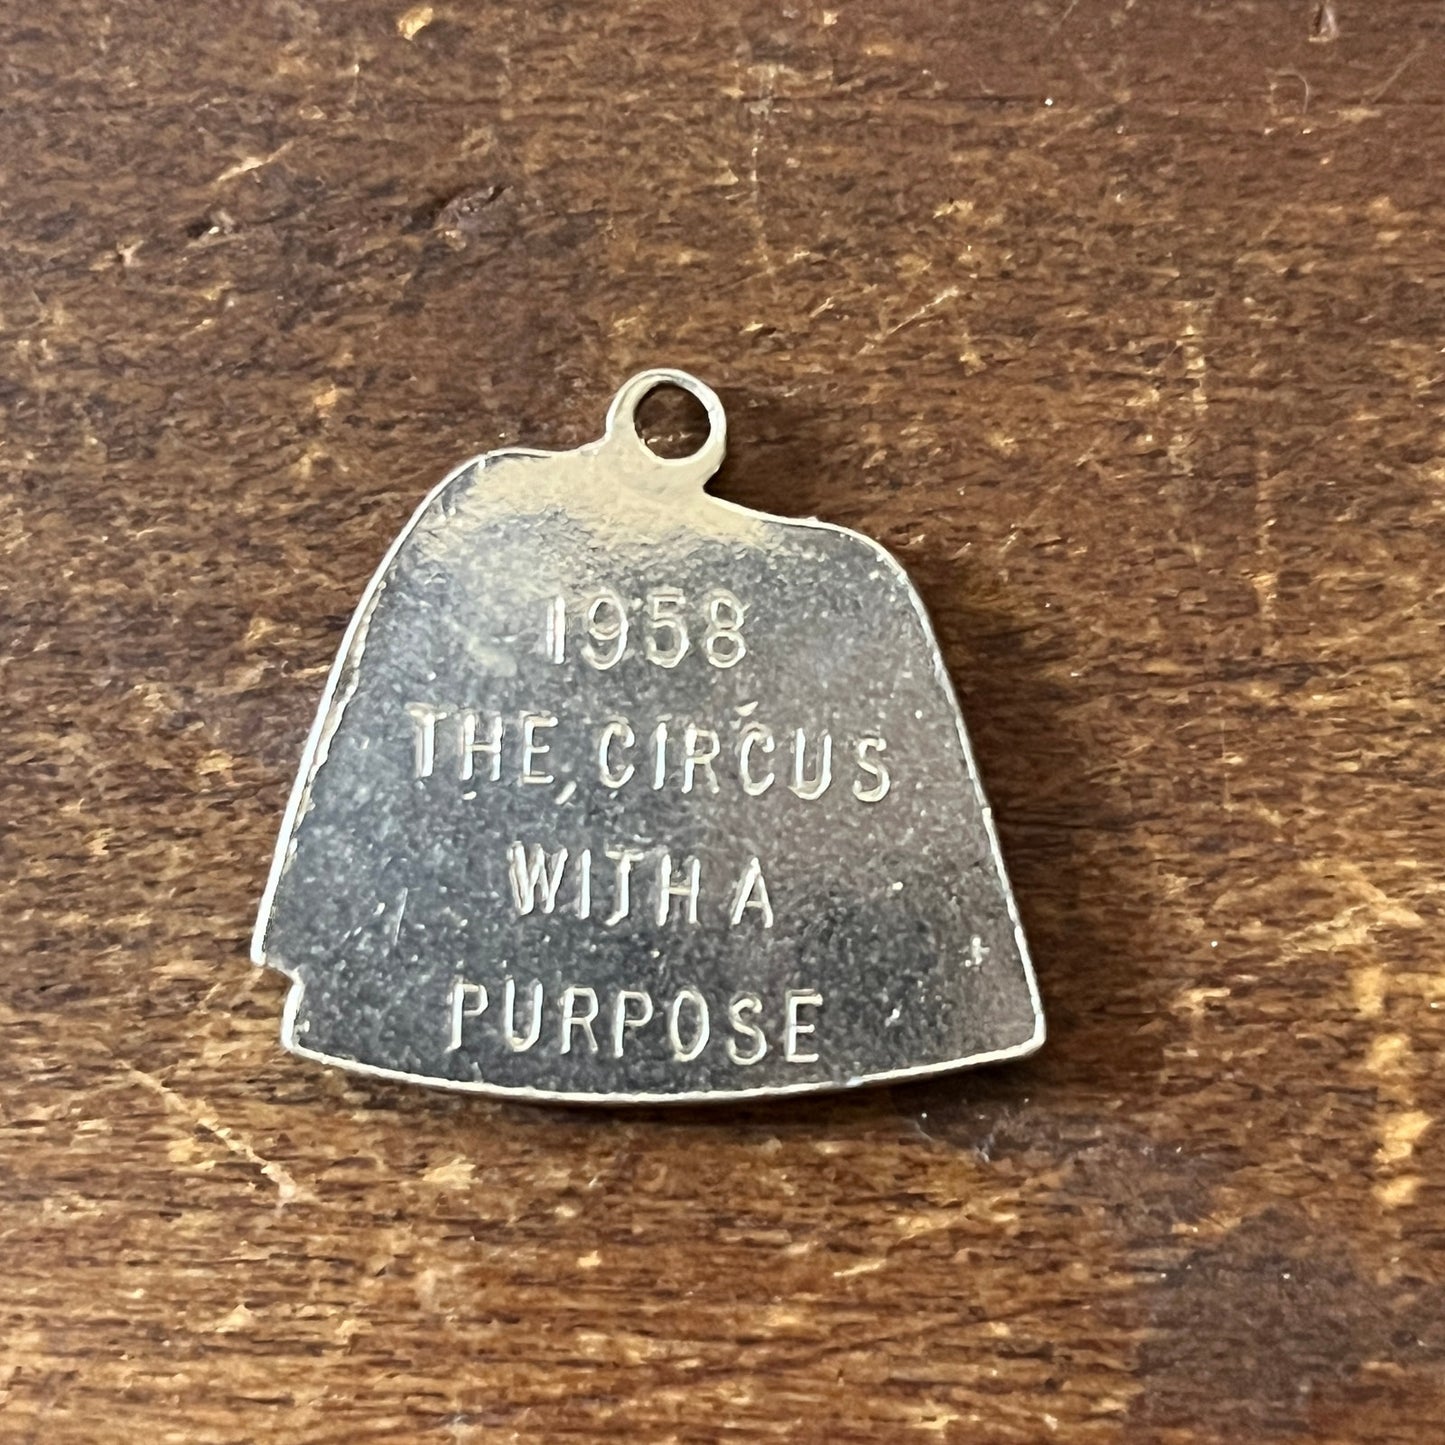 1958
THE CIRCUS
WITH A
PURPOSE